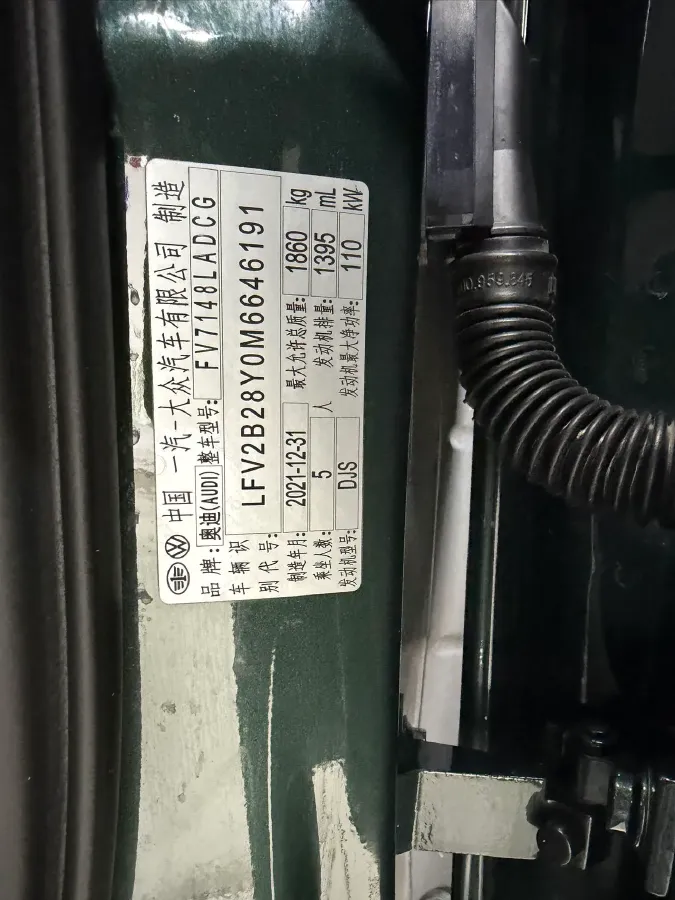 中国 一汽-大众汽车有限公司 制造
品牌:奥迪(AUDI) 整车型号: FV7148LADCG
车辆识别代号: LFV2B28Y0M6646191
制造年月: 2021-12-31 最大允许总质量: 1860 kg
乘坐人数: 5 人 发动机排量: 1395 mL
发动机型号: DJS 发动机最大净功率: 110 kW